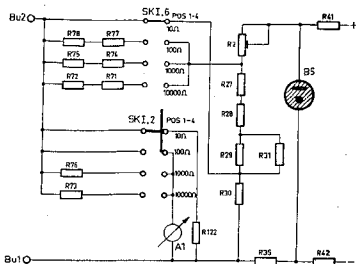 Bu2
SKI,6
POS 1-4
10Ω
R78
R77
100Ω
R75
R74
1000Ω
R72
R71
10000Ω
R2
R41
+
B5
R27
R28
SKI,2
POS 1-4
10Ω
100Ω
R76
1000Ω
R73
10000Ω
R29
R31
R30
A1
R122
Bu1
R35
R42